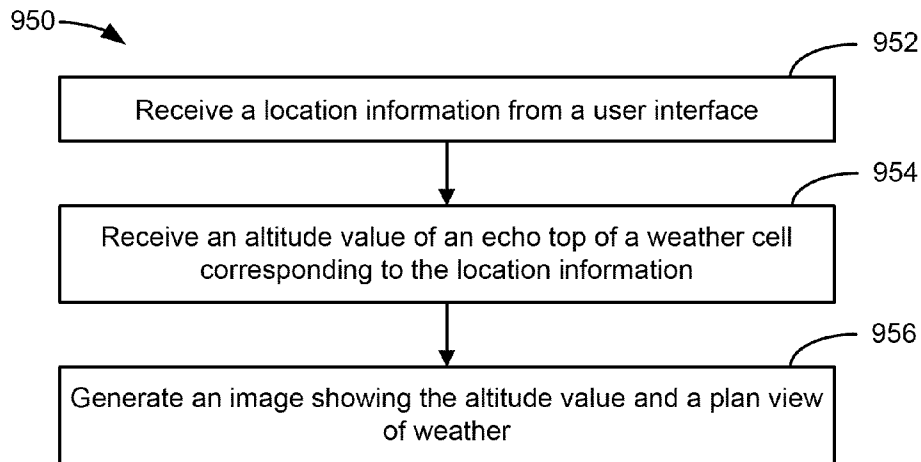 950
952
Receive a location information from a user interface
954
Receive an altitude value of an echo top of a weather cell
corresponding to the location information
956
Generate an image showing the altitude value and a plan view
of weather